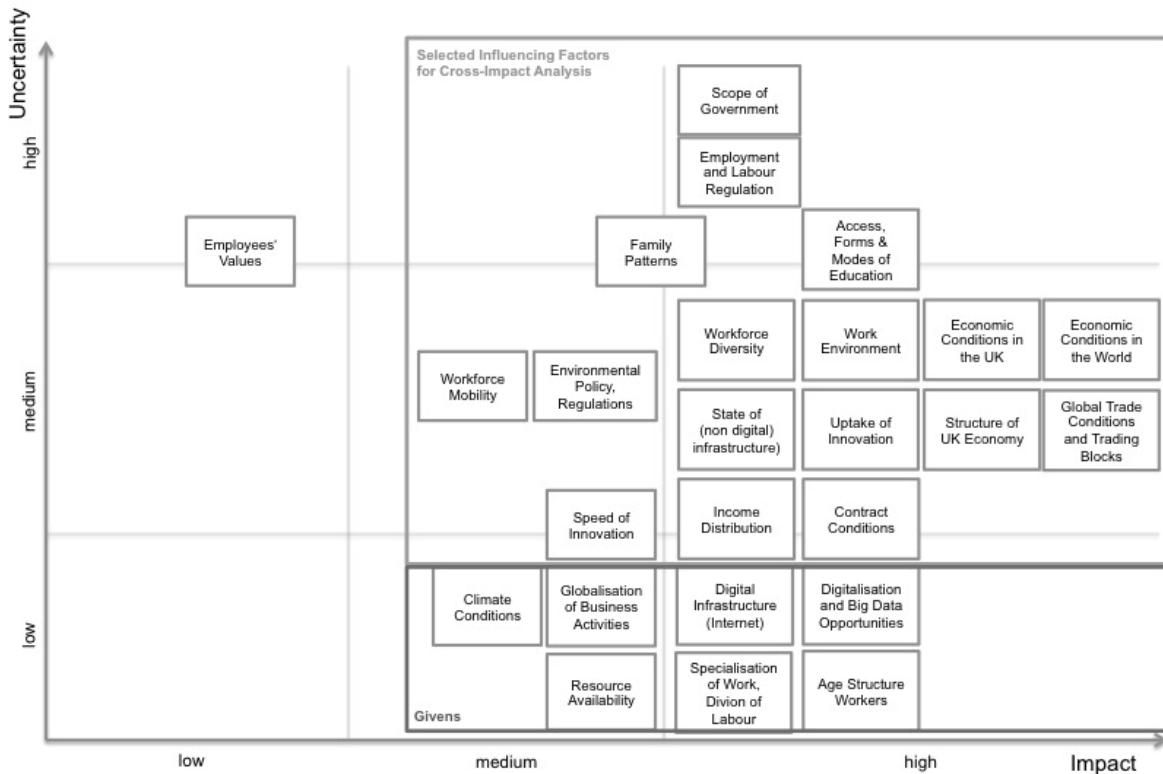 Uncertainty
high
medium
low
Selected Influencing Factors
for Cross-Impact Analysis
Scope of
Government
Employment
and Labour
Regulation
Employees'
Values
Family
Patterns
Access,
Forms &
Modes of
Education
Workforce
Diversity
Work
Environment
Economic
Conditions in
the UK
Economic
Conditions in
the World
Workforce
Mobility
Environmental
Policy,
Regulations
State of
(non digital)
infrastructure)
Uptake of
Innovation
Structure of
UK Economy
Global Trade
Conditions
and Trading
Blocks
Speed of
Innovation
Income
Distribution
Contract
Conditions
Climate
Conditions
Globalisation
of Business
Activities
Digital
Infrastructure
(Internet)
Digitalisation
and Big Data
Opportunities
Resource
Availability
Specialisation
of Work,
Divion of
Labour
Age Structure
Workers
Givens
low
medium
high
Impact